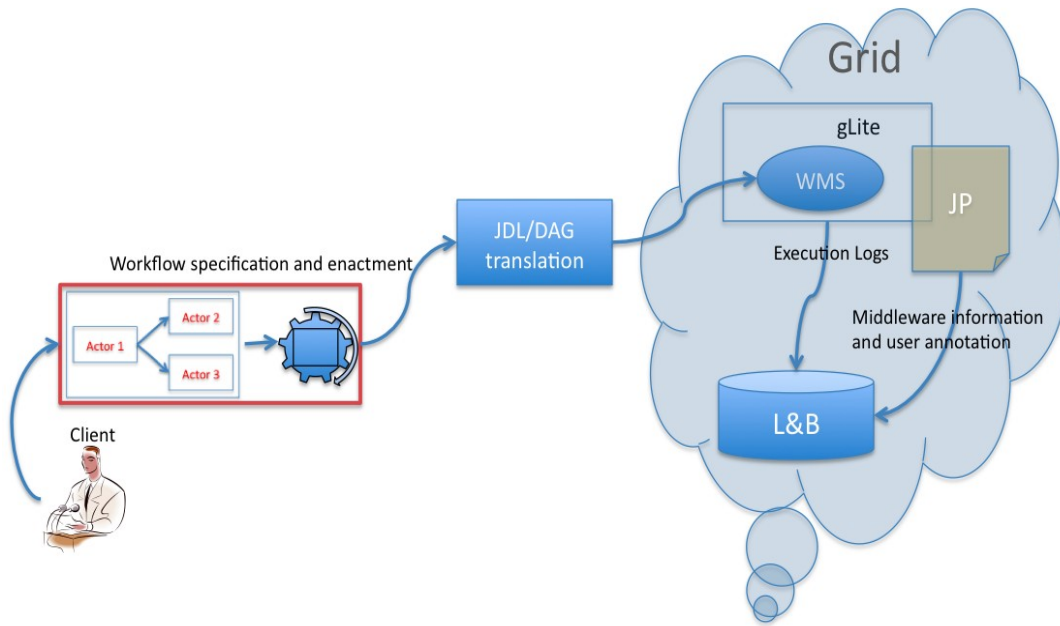 Grid
gLite
WMS
JP
JDL/DAG
translation
Execution Logs
Workflow specification and enactment
Actor 1
Actor 2
Actor 3
Middleware information
and user annotation
L&B
Client